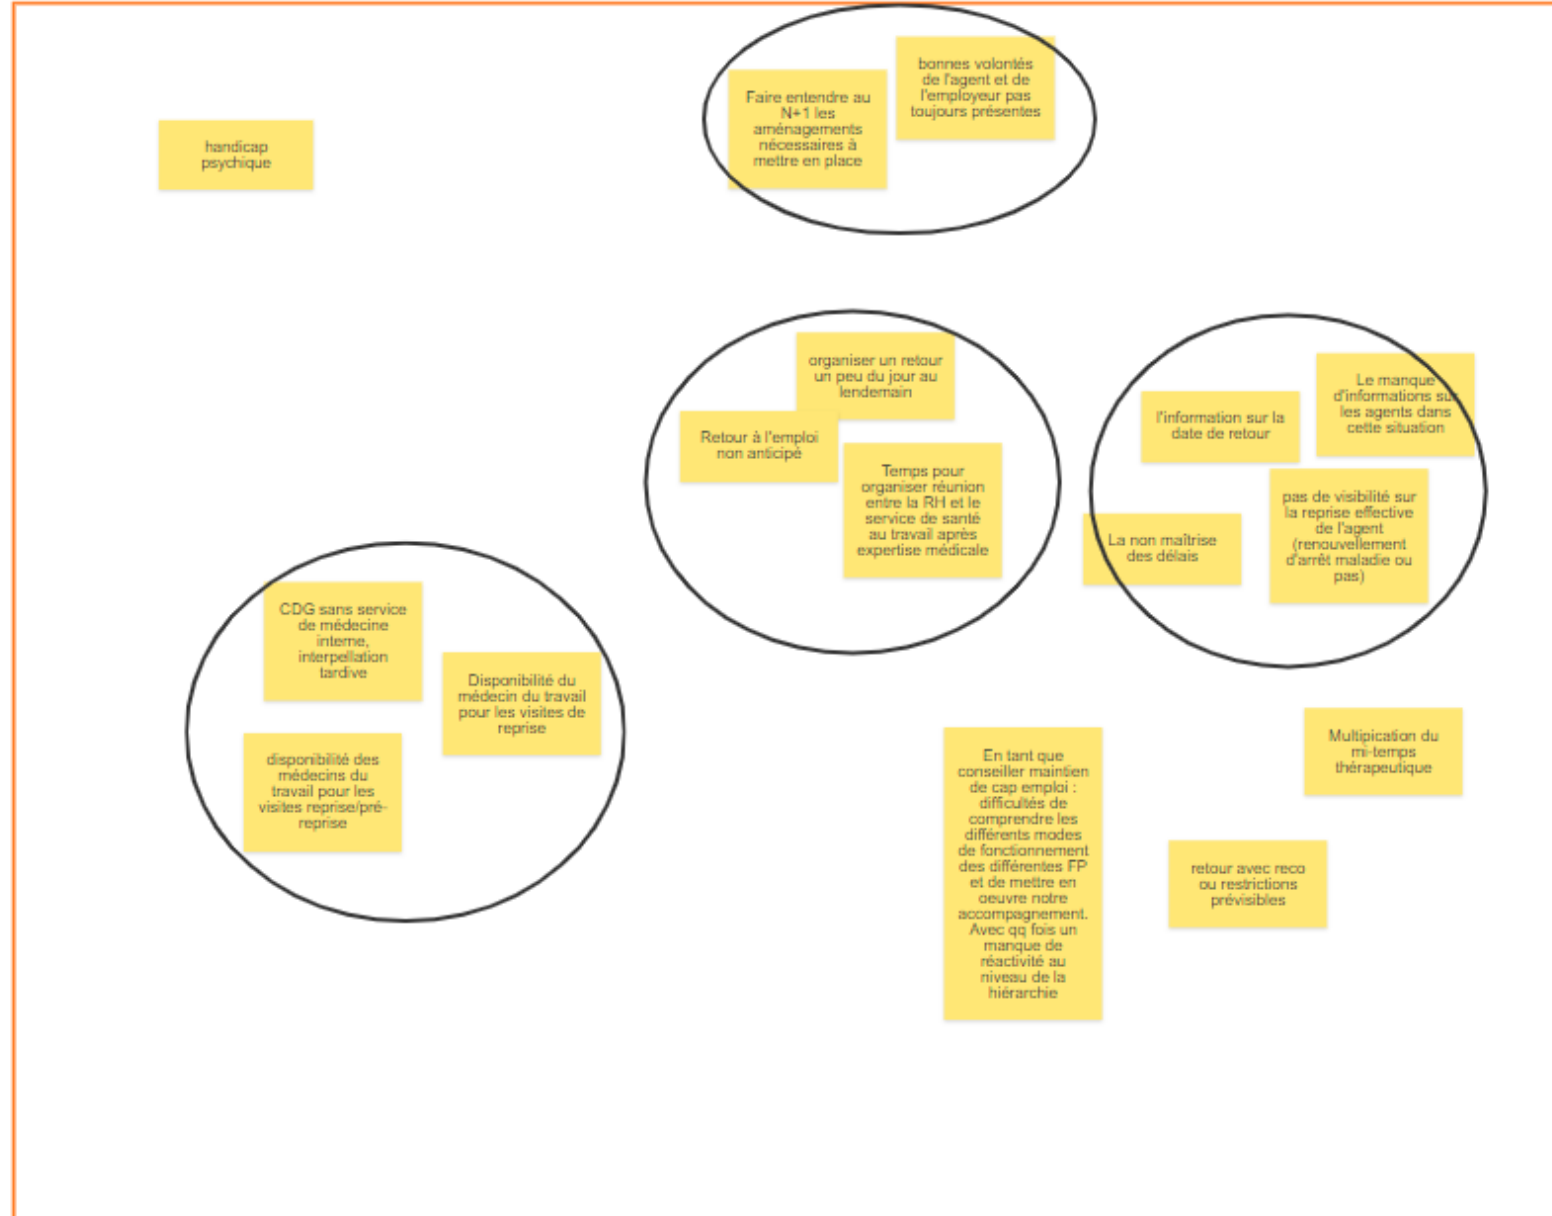 bonnes volontés
de l'agent et de
l'employeur pas
toujours présentes
Faire entendre au
N+1 les
aménagements
nécessaires à
mettre en place
handicap
psychique
organiser un retour
un peu du jour au
lendemain
Retour à l'emploi
non anticipé
Temps pour
organiser réunion
entre la RH et le
service de santé
au travail après
expertise médicale
Le manque
d'informations sur
les agents dans
cette situation
l'information sur la
date de retour
pas de visibilité sur
la reprise effective
de l'agent
(renouvellement
d'arrêt maladie ou
pas)
La non maîtrise
des délais
CDG sans service
de médecine
interne,
interpellation
tardive
Disponibilité du
médecin du travail
pour les visites de
reprise
disponibilité des
médecins du
travail pour les
visites reprise/pré-
reprise
En tant que
conseiller maintien
de cap emploi :
difficultés de
comprendre les
différents modes
de fonctionnement
des différentes FP
et de mettre en
oeuvre notre
accompagnement.
Avec qq fois un
manque de
réactivité au
niveau de la
hiérarchie
Multipication du
mi-temps
thérapeutique
retour avec reco
ou restrictions
prévisibles